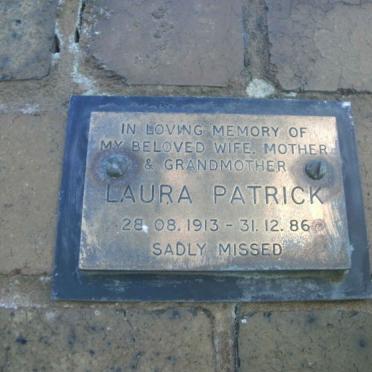 IN LOVING MEMORY OF
MY BELOVED WIFE, MOTHER
& GRANDMOTHER
LAURA PATRICK
28. 08. 1913 - 31. 12. 86
SADLY MISSED